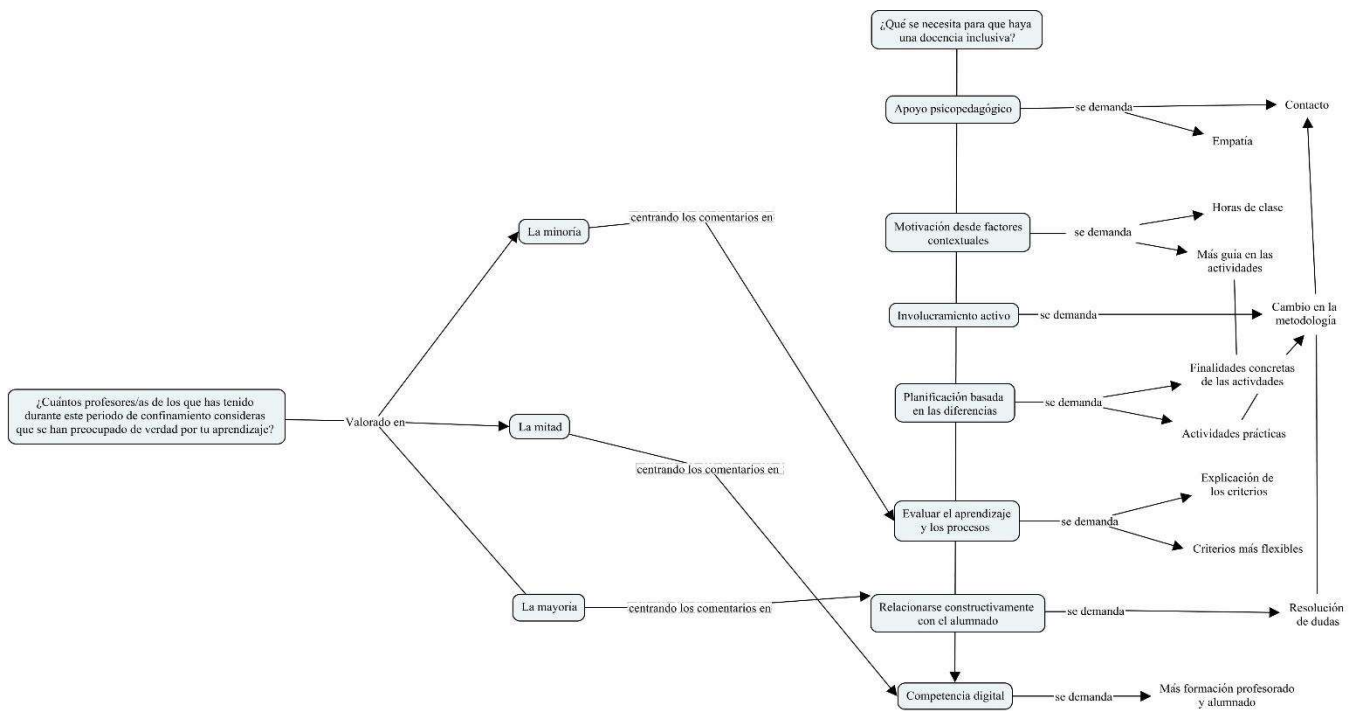 ¿Qué se necesita para que haya
una docencia inclusiva?
Apoyo psicopedagógico
se demanda
Contacto
Empatía
Motivación desde factores
contextuales
se demanda
Horas de clase
Más guia en las
actividades
Involucramiento activo
se demanda
Cambio en la
metodología
Planificación basada
en las diferencias
se demanda
Finalidades concretas
de las activdades
Actividades prácticas
Evaluar el aprendizaje
y los procesos
se demanda
Explicación de
los criterios
Criterios más flexibles
Relacionarse constructivamente
con el alumnado
se demanda
Resolución
de dudas
Competencia digital
se demanda
Más formación profesorado
y alumnado
¿Cuántos profesores/as de los que has tenido
durante este periodo de confinamiento consideras
que se han preocupado de verdad por tu aprendizaje?
Valorado en
La minoria
centrando los comentarios en
La mitad
centrando los comentarios en
La mayoria
centrando los comentarios en